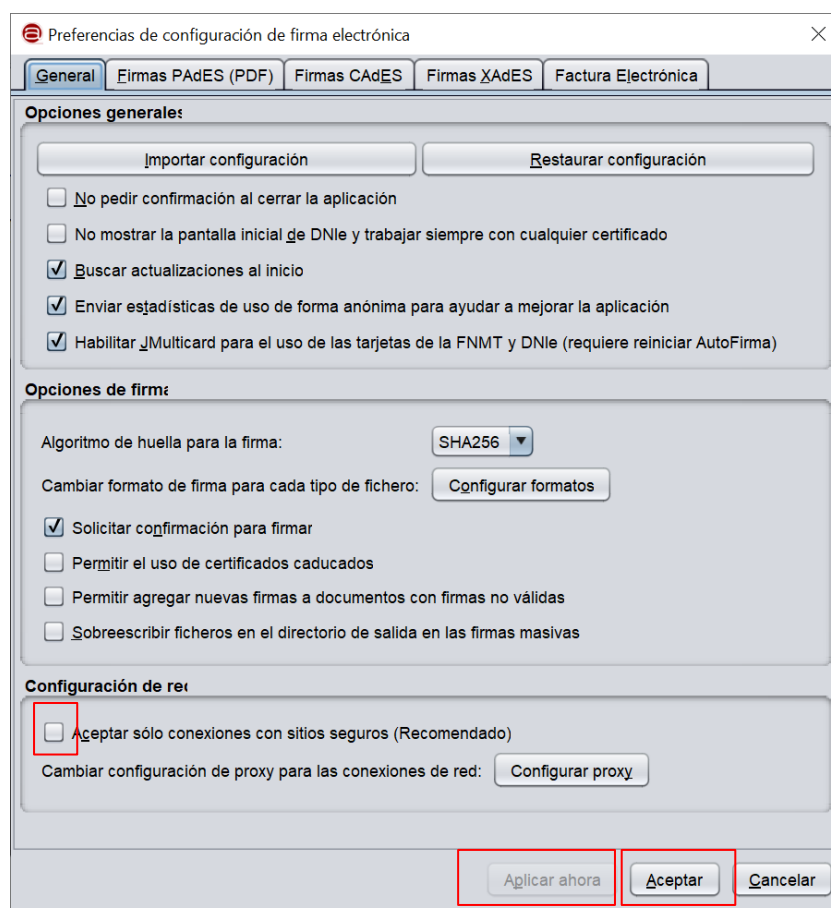 Preferencias de configuración de firma electrónica
General Firmas PAdES (PDF) Firmas CAdES Firmas XAdES Factura Electrónica
Opciones generales
Importar configuración Restaurar configuración
No pedir confirmación al cerrar la aplicación
No mostrar la pantalla inicial de DNIe y trabajar siempre con cualquier certificado
Buscar actualizaciones al inicio
Enviar estadísticas de uso de forma anónima para ayudar a mejorar la aplicación
Habilitar JMulticard para el uso de las tarjetas de la FNMT y DNIe (requiere reiniciar AutoFirma)
Opciones de firma
Algoritmo de huella para la firma: SHA256
Cambiar formato de firma para cada tipo de fichero: Configurar formatos
Solicitar confirmación para firmar
Permitir el uso de certificados caducados
Permitir agregar nuevas firmas a documentos con firmas no válidas
Sobreescribir ficheros en el directorio de salida en las firmas masivas
Configuración de red
Aceptar sólo conexiones con sitios seguros (Recomendado)
Cambiar configuración de proxy para las conexiones de red: Configurar proxy
Aplicar ahora Aceptar Cancelar